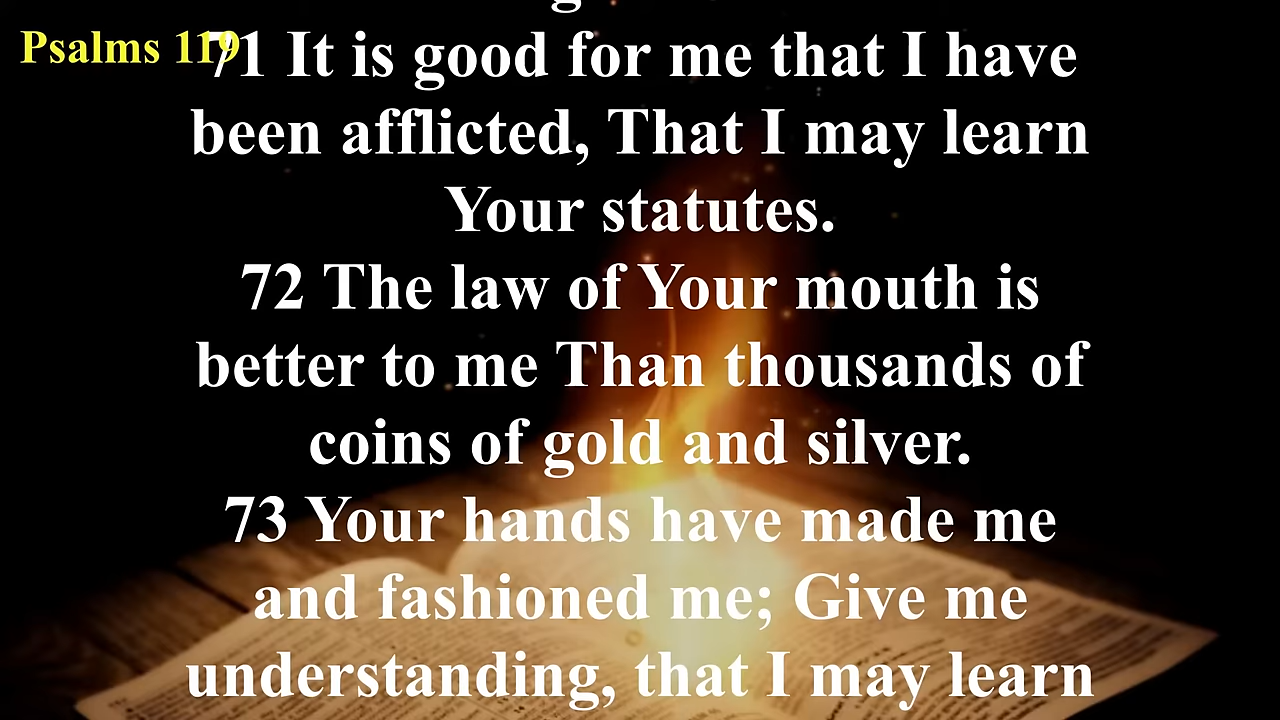 Psalms 119
71 It is good for me that I have
been afflicted, That I may learn
Your statutes.
72 The law of Your mouth is
better to me Than thousands of
coins of gold and silver.
73 Your hands have made me
and fashioned me; Give me
understanding, that I may learn